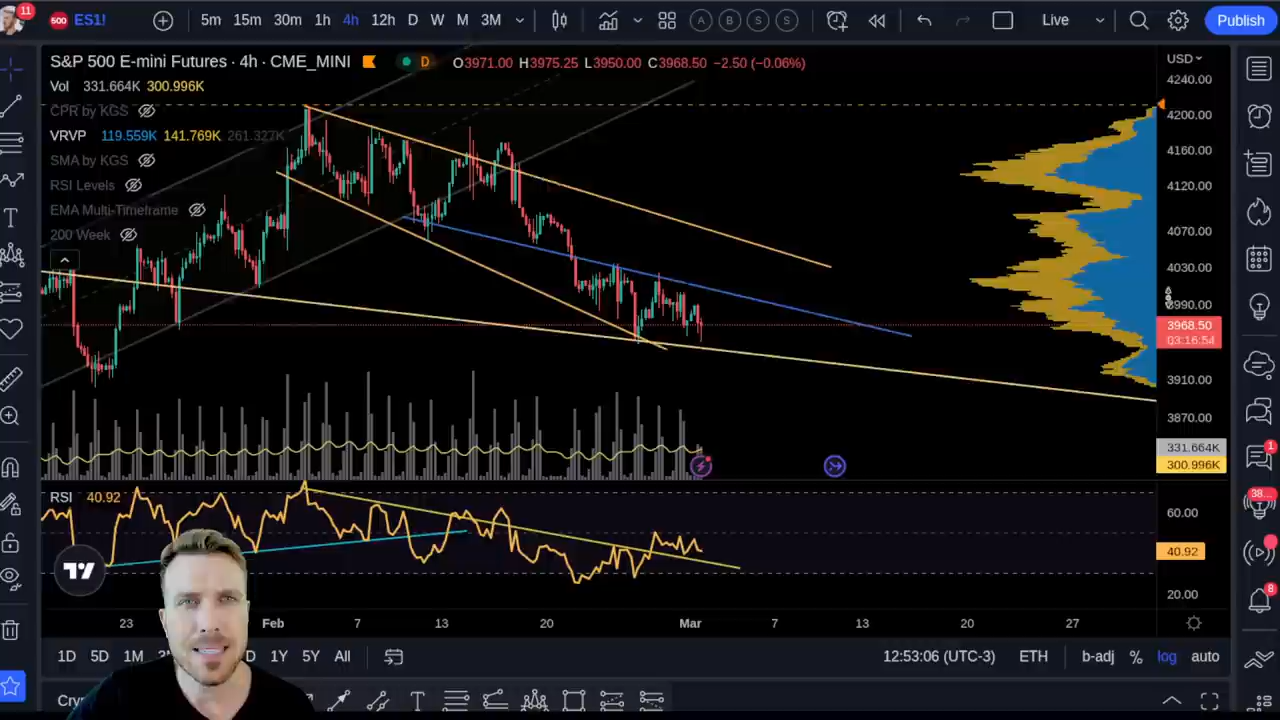 11
500 ES1!
5m 15m 30m 1h 4h 12h D W M 3M
A B S S
Live
Publish
S&P 500 E-mini Futures · 4h · CME_MINI
D
O3971.00 H3975.25 L3950.00 C3968.50 −2.50 (−0.06%)
USD
Vol 331.664K 300.996K
CPR by KGS
VRVP 119.559K 141.769K 261.327K
SMA by KGS
RSI Levels
EMA Multi-Timeframe
200 Week
4240.00
4200.00
4160.00
4120.00
4070.00
4030.00
3990.00
3968.50
03:16:54
3910.00
3870.00
331.664K
300.996K
RSI 40.92
60.00
40.92
20.00
23 Feb 7 13 20 Mar 7 13 20 27
1D 5D 1M 1Y 5Y All
12:53:06 (UTC-3) ETH b-adj % log auto
1
38...
8